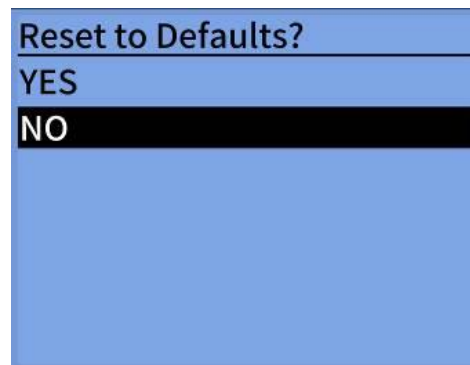 Reset to Defaults?
YES
NO